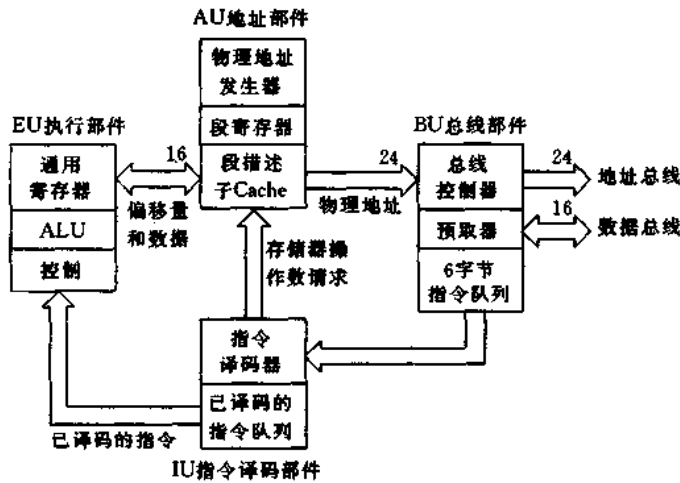 AU地址部件
物理地址
发生器
段寄存器
段描述
子Cache
EU执行部件
通用
寄存器
ALU
控制
16
偏移量
和数据
24
物理地址
BU总线部件
总线
控制器
预取器
6字节
指令队列
24
地址总线
16
数据总线
存储器操
作数请求
指令
译码器
已译码的
指令队列
已译码的指令
IU指令译码部件